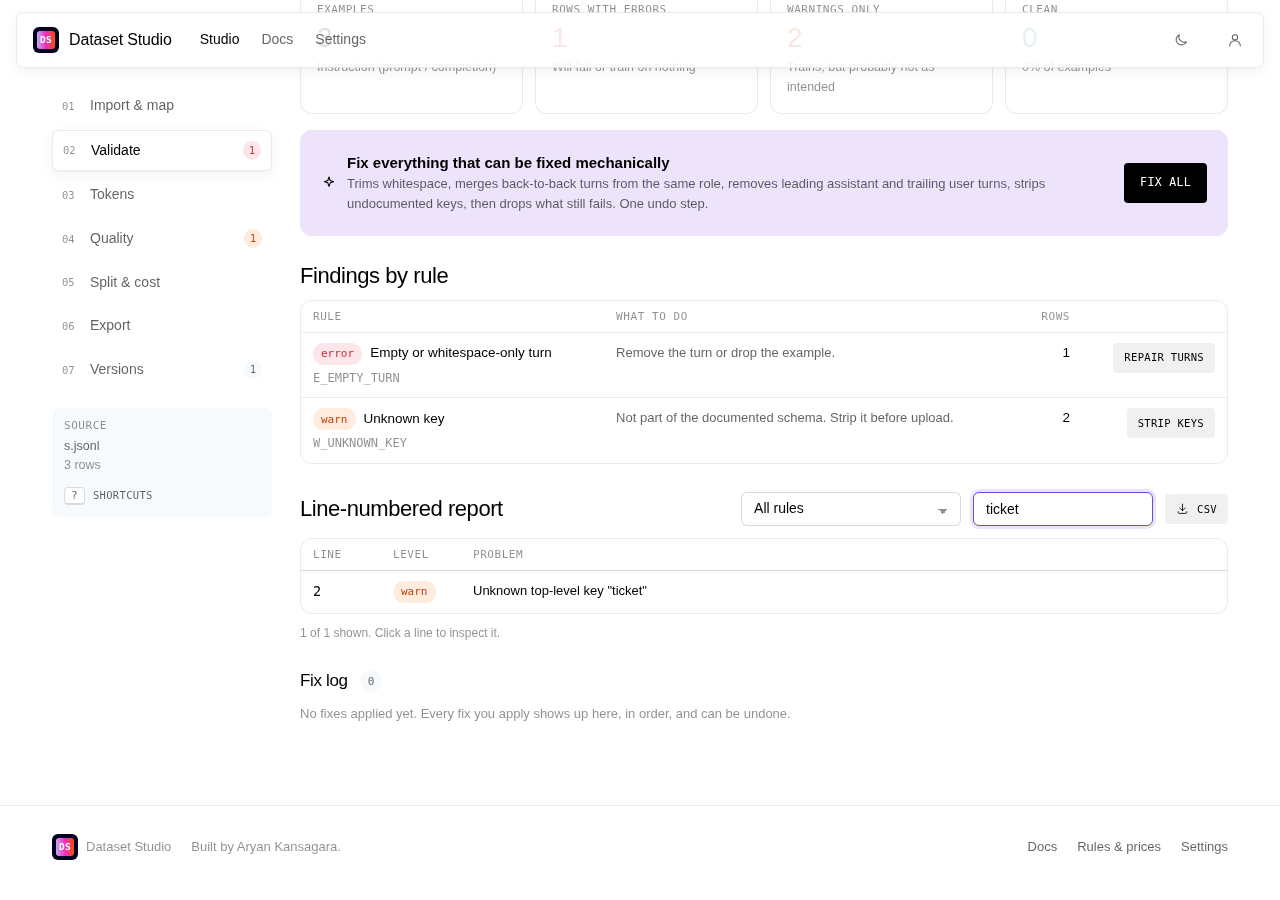 EXAMPLES
ROWS WITH ERRORS
WARNINGS ONLY
CLEAN
DS
Dataset Studio
Studio
Docs
Settings
3
1
2
0
Instruction (prompt / completion)
Will fail or train on nothing
Trains, but probably not as
intended
0% of examples
01 Import & map
02 Validate 1
03 Tokens
04 Quality 1
05 Split & cost
06 Export
07 Versions 1
SOURCE
s.jsonl
3 rows
? SHORTCUTS
Fix everything that can be fixed mechanically
Trims whitespace, merges back-to-back turns from the same role, removes leading assistant and trailing user turns, strips
undocumented keys, then drops what still fails. One undo step.
FIX ALL
Findings by rule
RULE WHAT TO DO ROWS
error Empty or whitespace-only turn Remove the turn or drop the example. 1 REPAIR TURNS
E_EMPTY_TURN
warn Unknown key Not part of the documented schema. Strip it before upload. 2 STRIP KEYS
W_UNKNOWN_KEY
Line-numbered report
All rules
ticket
CSV
LINE LEVEL PROBLEM
2 warn Unknown top-level key "ticket"
1 of 1 shown. Click a line to inspect it.
Fix log 0
No fixes applied yet. Every fix you apply shows up here, in order, and can be undone.
DS
Dataset Studio
Built by Aryan Kansagara.
Docs
Rules & prices
Settings